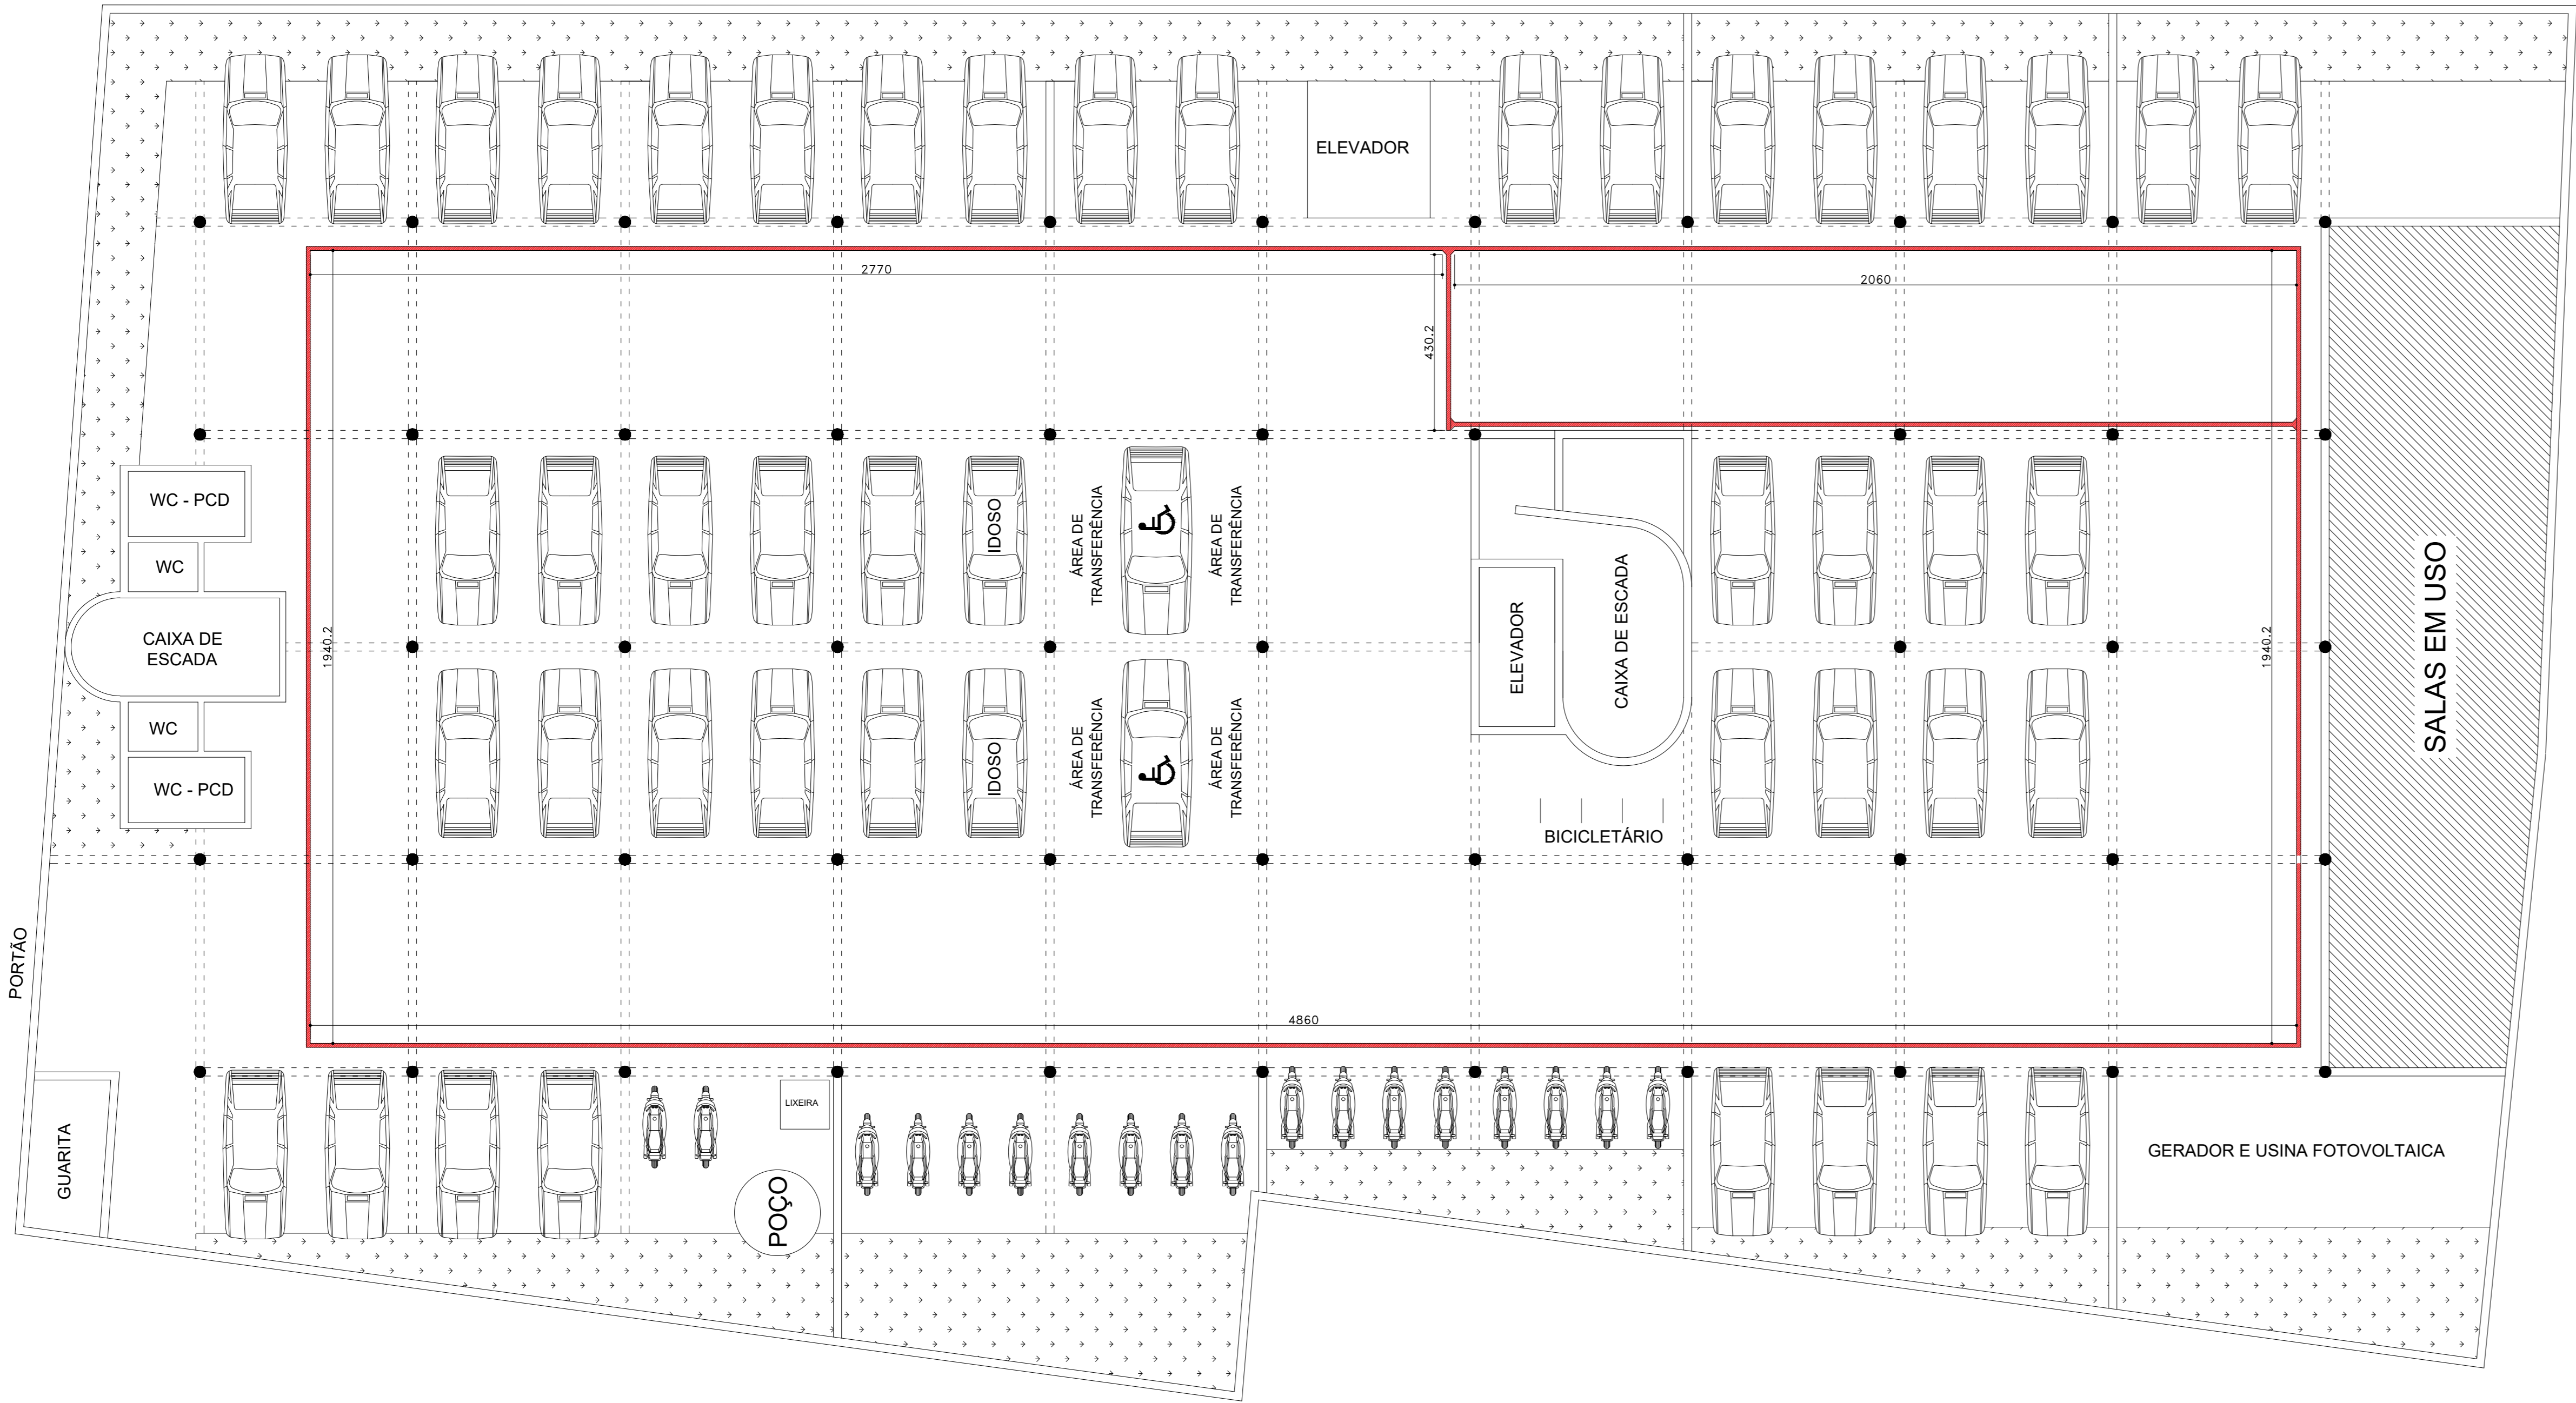 ELEVADOR
2770
2060
430.2
WC - PCD
WC
CAIXA DE
ESCADA
WC
WC - PCD
1940.2
IDOSO
ÁREA DE
TRANSFERÊNCIA
ÁREA DE
TRANSFERÊNCIA
IDOSO
ÁREA DE
TRANSFERÊNCIA
ÁREA DE
TRANSFERÊNCIA
ELEVADOR
CAIXA DE ESCADA
BICICLETÁRIO
1940.2
SALAS EM USO
PORTÃO
4860
GUARITA
LIXEIRA
POÇO
GERADOR E USINA FOTOVOLTAICA